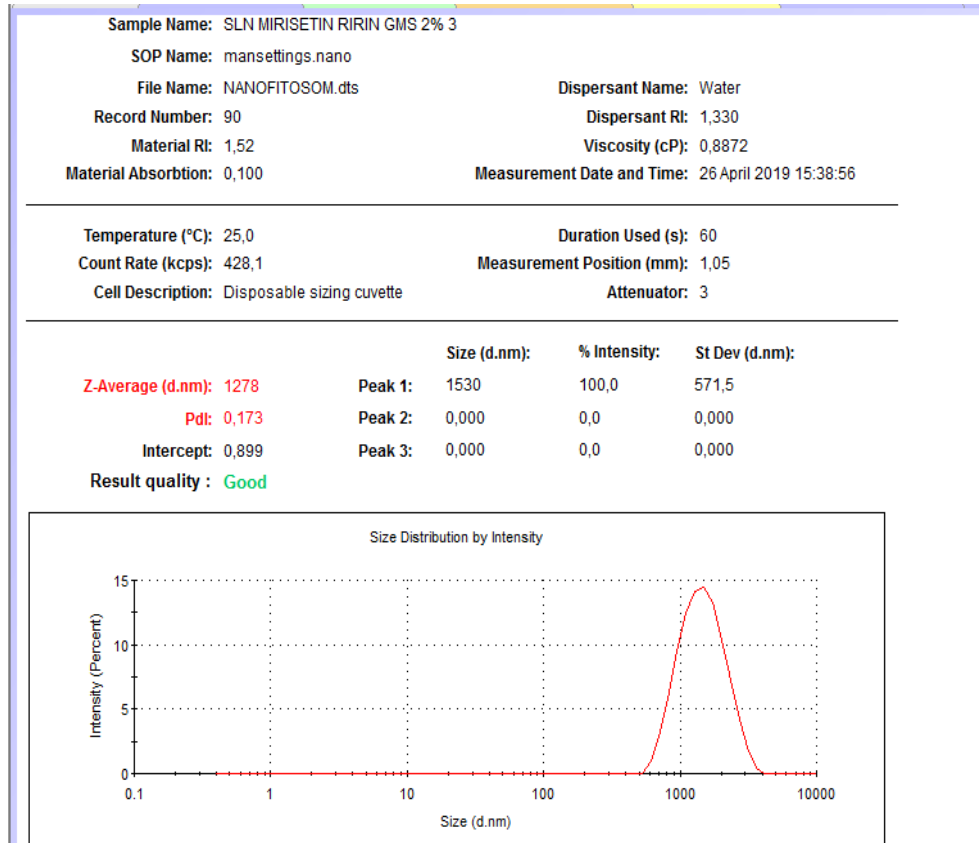 Sample Name: SLN MIRISETIN RIRIN GMS 2% 3
SOP Name: mansettings.nano
File Name: NANOFITOSOM.dts Dispersant Name: Water
Record Number: 90 Dispersant RI: 1,330
Material RI: 1,52 Viscosity (cP): 0,8872
Material Absorbtion: 0,100 Measurement Date and Time: 26 April 2019 15:38:56
Temperature (°C): 25,0 Duration Used (s): 60
Count Rate (kcps): 428,1 Measurement Position (mm): 1,05
Cell Description: Disposable sizing cuvette Attenuator: 3
Size (d.nm): % Intensity: St Dev (d.nm):
Z-Average (d.nm): 1278 Peak 1: 1530 100,0 571,5
PdI: 0,173 Peak 2: 0,000 0,0 0,000
Intercept: 0,899 Peak 3: 0,000 0,0 0,000
Result quality : Good
Size Distribution by Intensity
Intensity (Percent)
15
10
5
0
0.1 1 10 100 1000 10000
Size (d.nm)